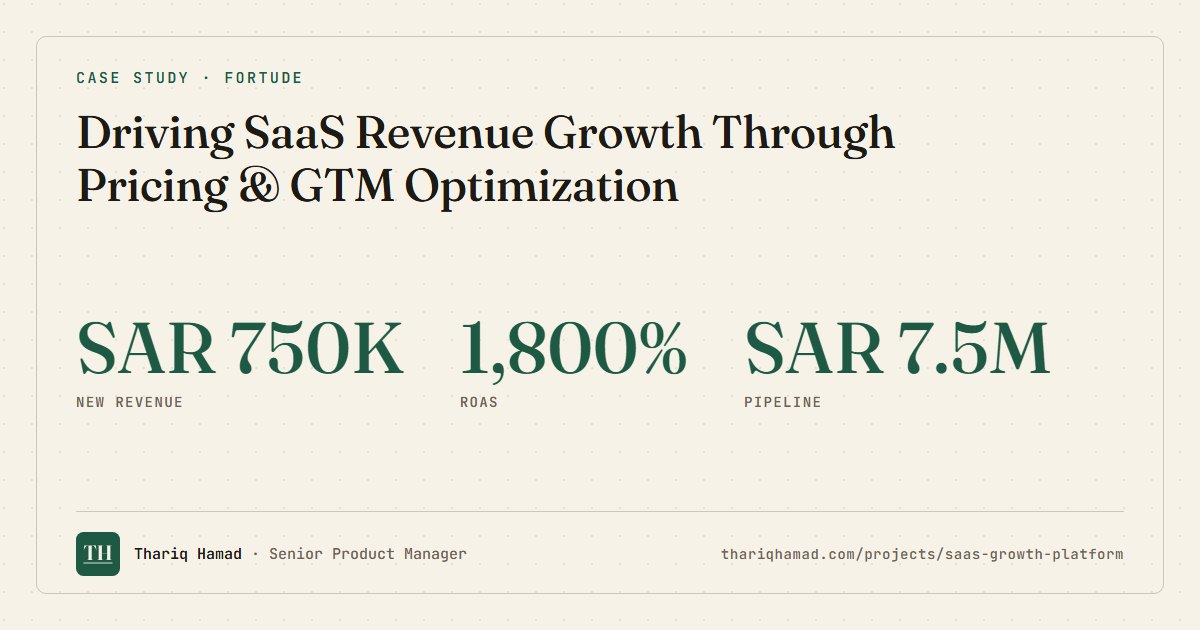 CASE STUDY · FORTUDE
Driving SaaS Revenue Growth Through
Pricing & GTM Optimization
SAR 750K
NEW REVENUE
1,800%
ROAS
SAR 7.5M
PIPELINE
TH
Thariq Hamad · Senior Product Manager
thariqhamad.com/projects/saas-growth-platform